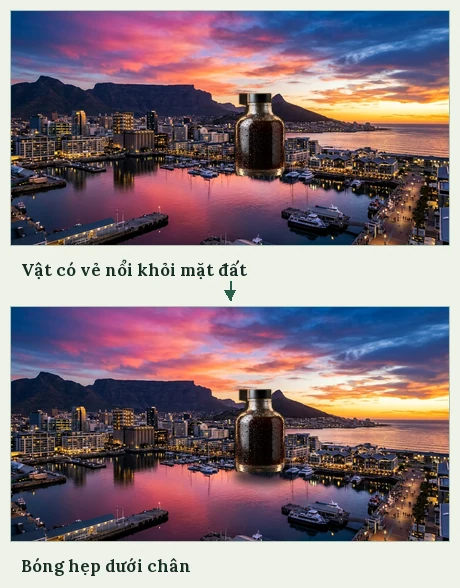 Vật có vẻ nổi khỏi mặt đất
Bóng hẹp dưới chân